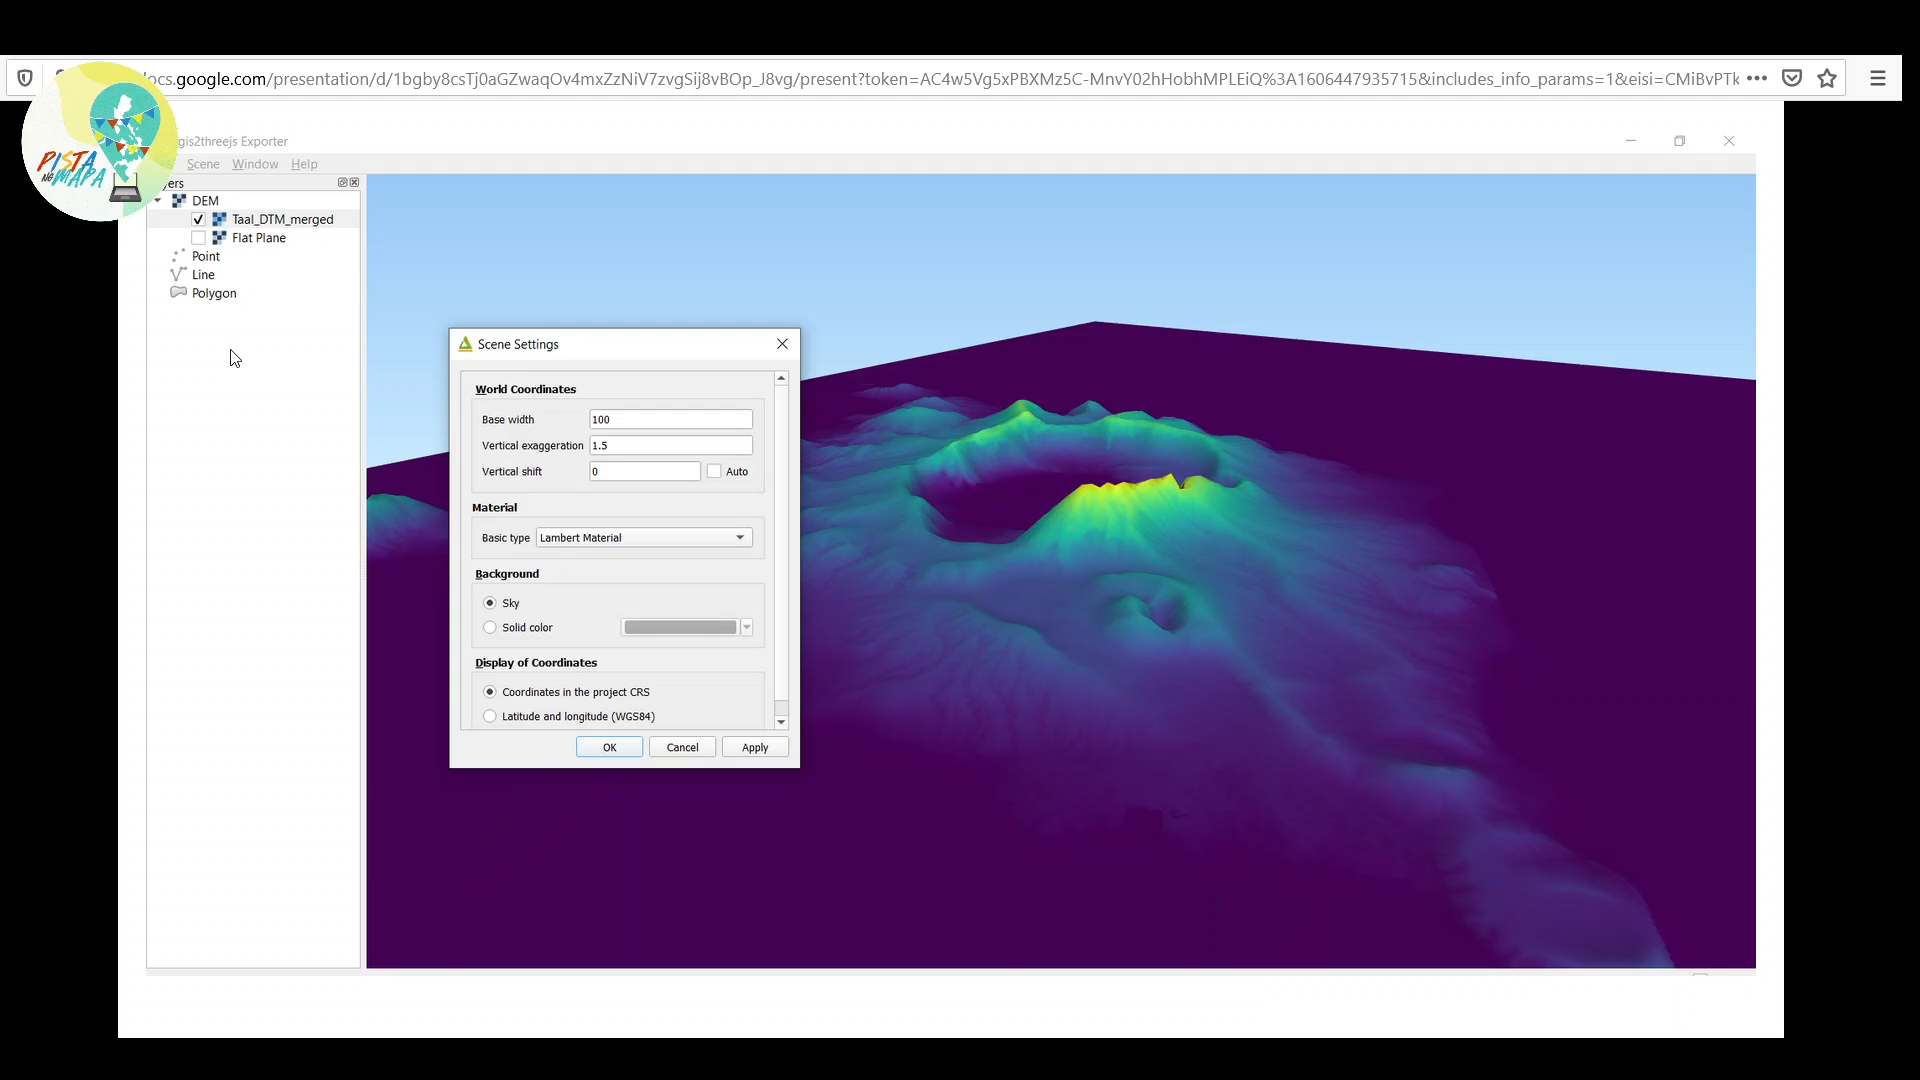 ocs.google.com/presentation/d/1bgby8csTj0aGZwaqOv4mxZzNiV7zvgSij8vBOp_J8vg/present?token=AC4w5Vg5xPBXMz5C-MnvY02hHobhMPLEiQ%3A1606447935715&includes_info_params=1&eisi=CMiBvPTk
PISTA
NG
MAPA
gis2threejs Exporter
Scene Window Help
yers
DEM
Taal_DTM_merged
Flat Plane
Point
Line
Polygon
Scene Settings
World Coordinates
Base width 100
Vertical exaggeration 1.5
Vertical shift 0 Auto
Material
Basic type Lambert Material
Background
Sky
Solid color
Display of Coordinates
Coordinates in the project CRS
Latitude and longitude (WGS84)
OK Cancel Apply